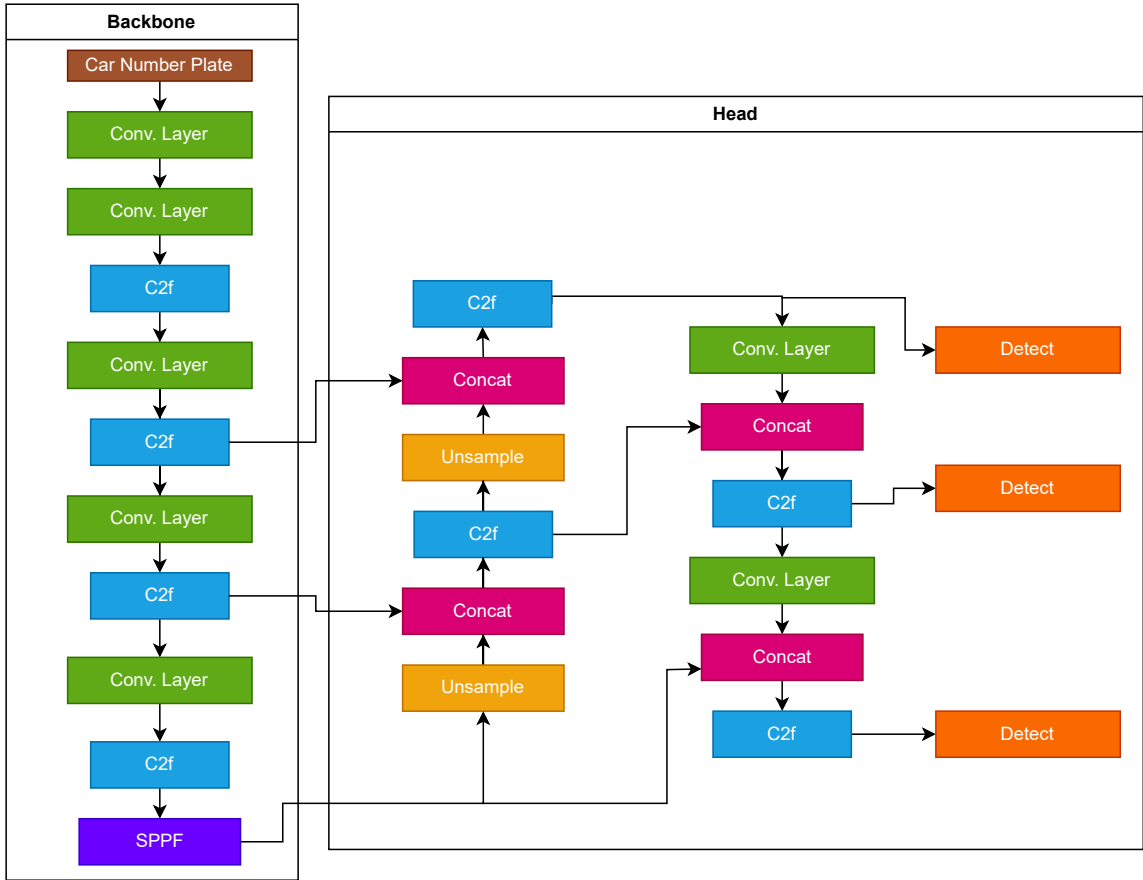 Backbone
Car Number Plate
Conv. Layer
Conv. Layer
C2f
Conv. Layer
C2f
Conv. Layer
C2f
Conv. Layer
C2f
SPPF
Head
C2f
Concat
Unsample
C2f
Concat
Unsample
Conv. Layer
Concat
C2f
Conv. Layer
Concat
C2f
Detect
Detect
Detect